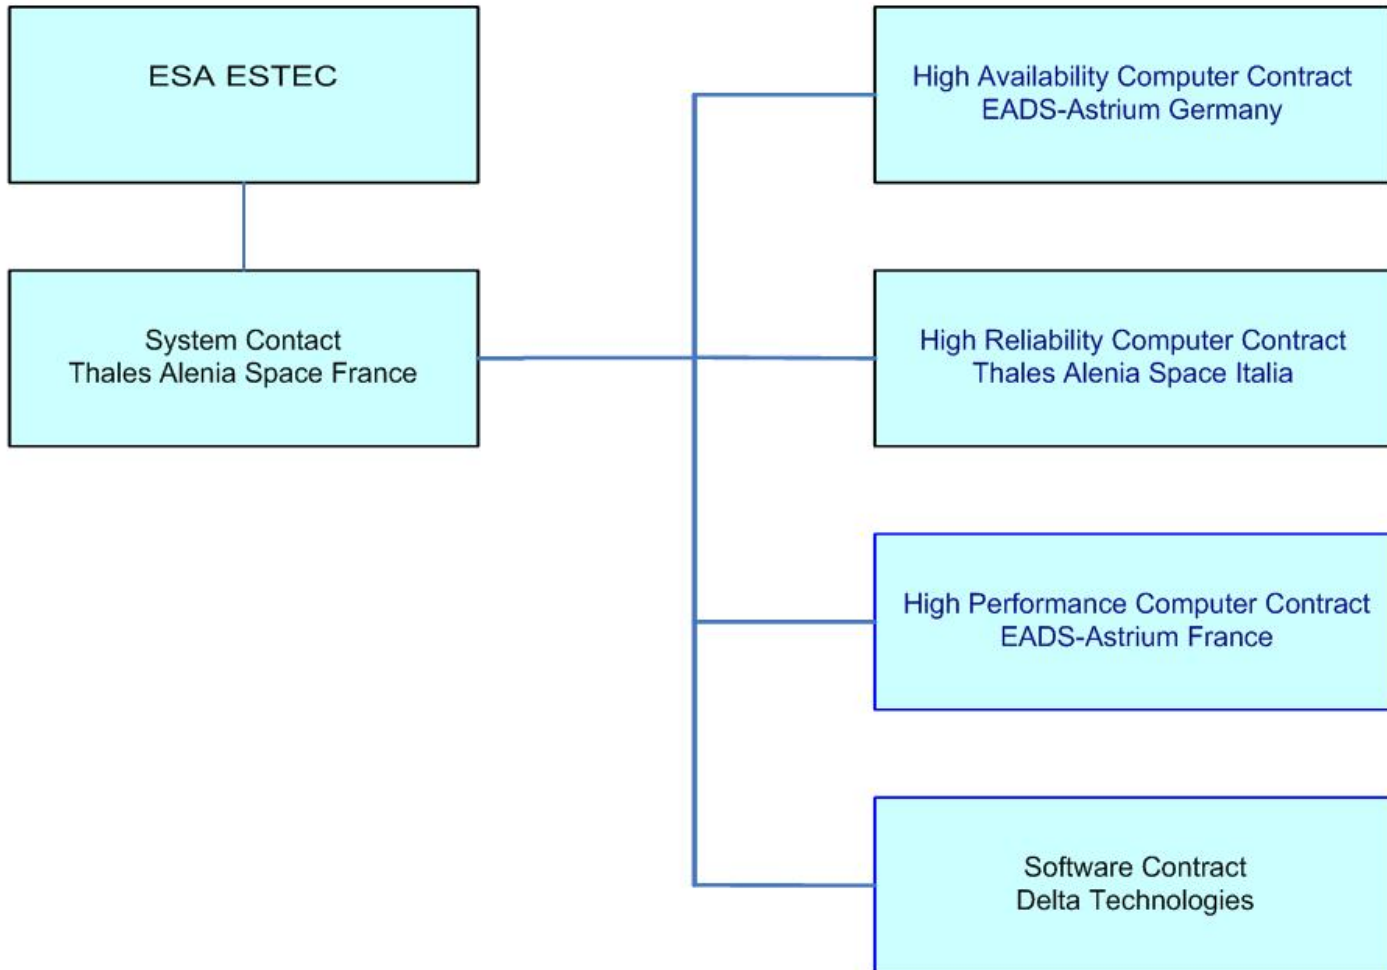 ESA ESTEC
System Contact
Thales Alenia Space France
High Availability Computer Contract
EADS-Astrium Germany
High Reliability Computer Contract
Thales Alenia Space Italia
High Performance Computer Contract
EADS-Astrium France
Software Contract
Delta Technologies